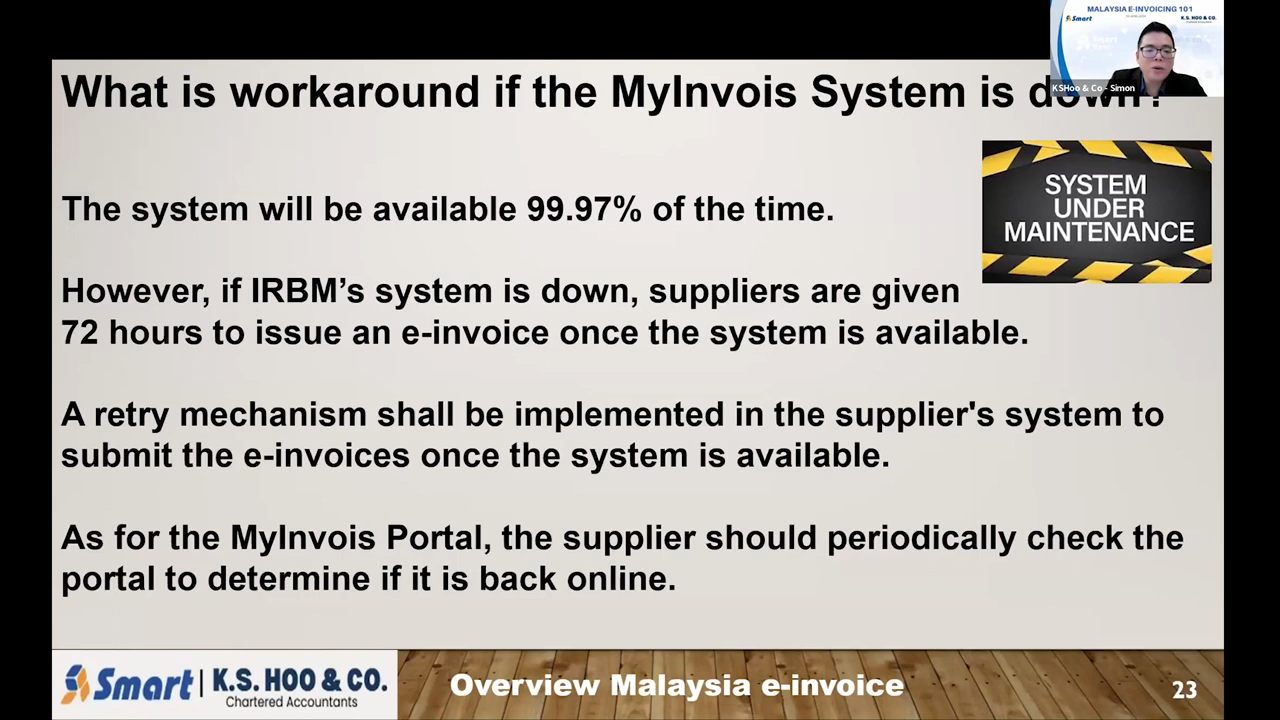 MALAYSIA E-INVOICING 101
Smart
K.S. HOO & CO.
KSHoo & Co - Simon
What is workaround if the MyInvois System is down?
SYSTEM
UNDER
MAINTENANCE
The system will be available 99.97% of the time.
However, if IRBM’s system is down, suppliers are given
72 hours to issue an e-invoice once the system is available.
A retry mechanism shall be implemented in the supplier's system to
submit the e-invoices once the system is available.
As for the MyInvois Portal, the supplier should periodically check the
portal to determine if it is back online.
Smart | K.S. HOO & CO.
Chartered Accountants
Overview Malaysia e-invoice
23